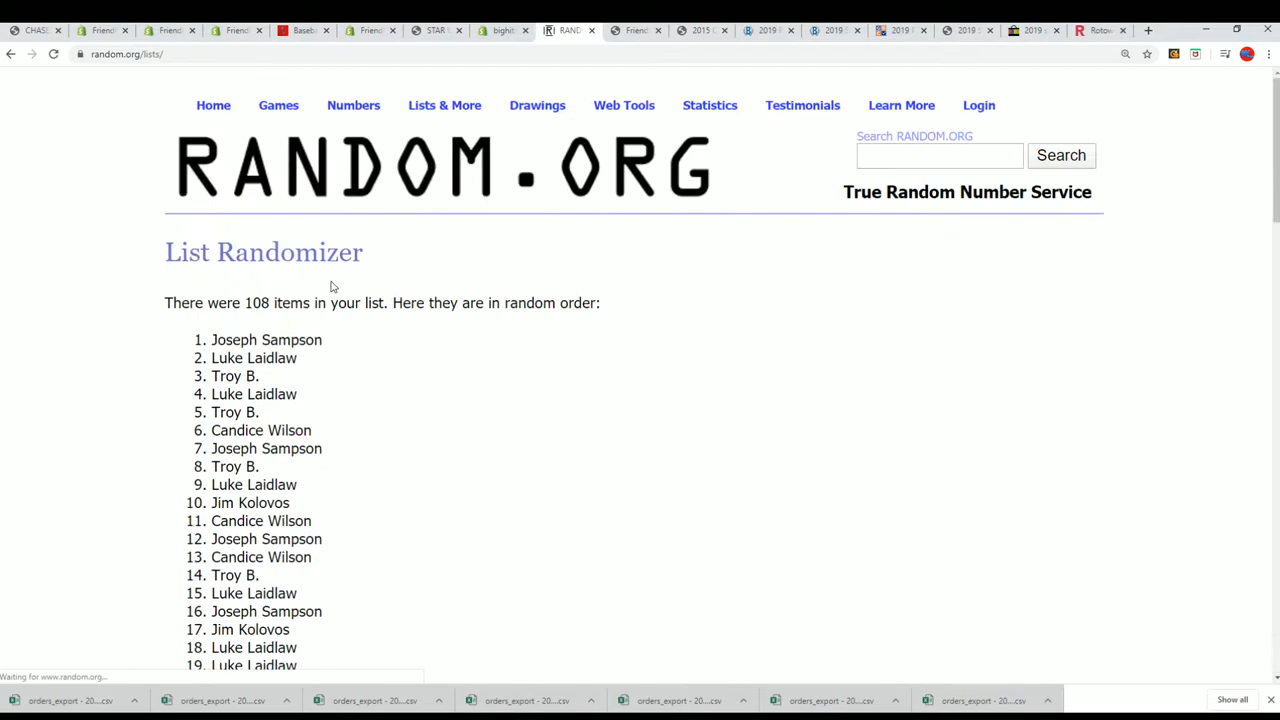 CHASE Friend Friend Friend Baseba Friend STAR bighit RAND Friend 2015 2019 2019 S 2019 2019 S 2019 s Rotow
random.org/lists/
Home Games Numbers Lists & More Drawings Web Tools Statistics Testimonials Learn More Login
Search RANDOM.ORG
RANDOM.ORG
Search
True Random Number Service
List Randomizer
There were 108 items in your list. Here they are in random order:
1. Joseph Sampson
2. Luke Laidlaw
3. Troy B.
4. Luke Laidlaw
5. Troy B.
6. Candice Wilson
7. Joseph Sampson
8. Troy B.
9. Luke Laidlaw
10. Jim Kolovos
11. Candice Wilson
12. Joseph Sampson
13. Candice Wilson
14. Troy B.
15. Luke Laidlaw
16. Joseph Sampson
17. Jim Kolovos
18. Luke Laidlaw
19. Luke Laidlaw
Waiting for www.random.org...
orders_export - 20....csv orders_export - 20....csv orders_export - 20....csv orders_export - 20....csv orders_export - 20....csv orders_export - 20....csv orders_export - 20....csv Show all